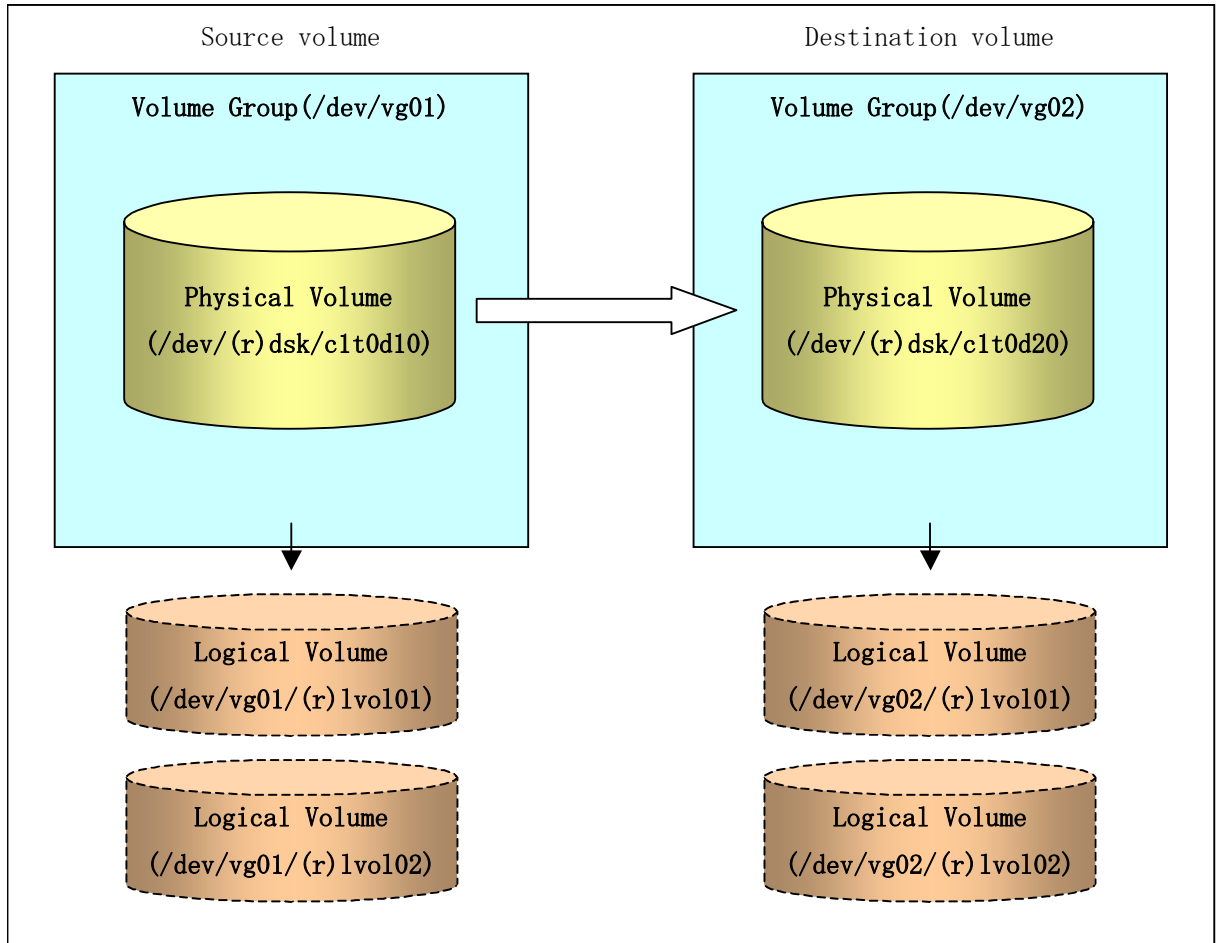 Source volume
Destination volume
Volume Group(/dev/vg01)
Volume Group(/dev/vg02)
Physical Volume
(/dev/(r)dsk/c1t0d10)
Physical Volume
(/dev/(r)dsk/c1t0d20)
Logical Volume
(/dev/vg01/(r)lvol01)
Logical Volume
(/dev/vg02/(r)lvol01)
Logical Volume
(/dev/vg01/(r)lvol02)
Logical Volume
(/dev/vg02/(r)lvol02)